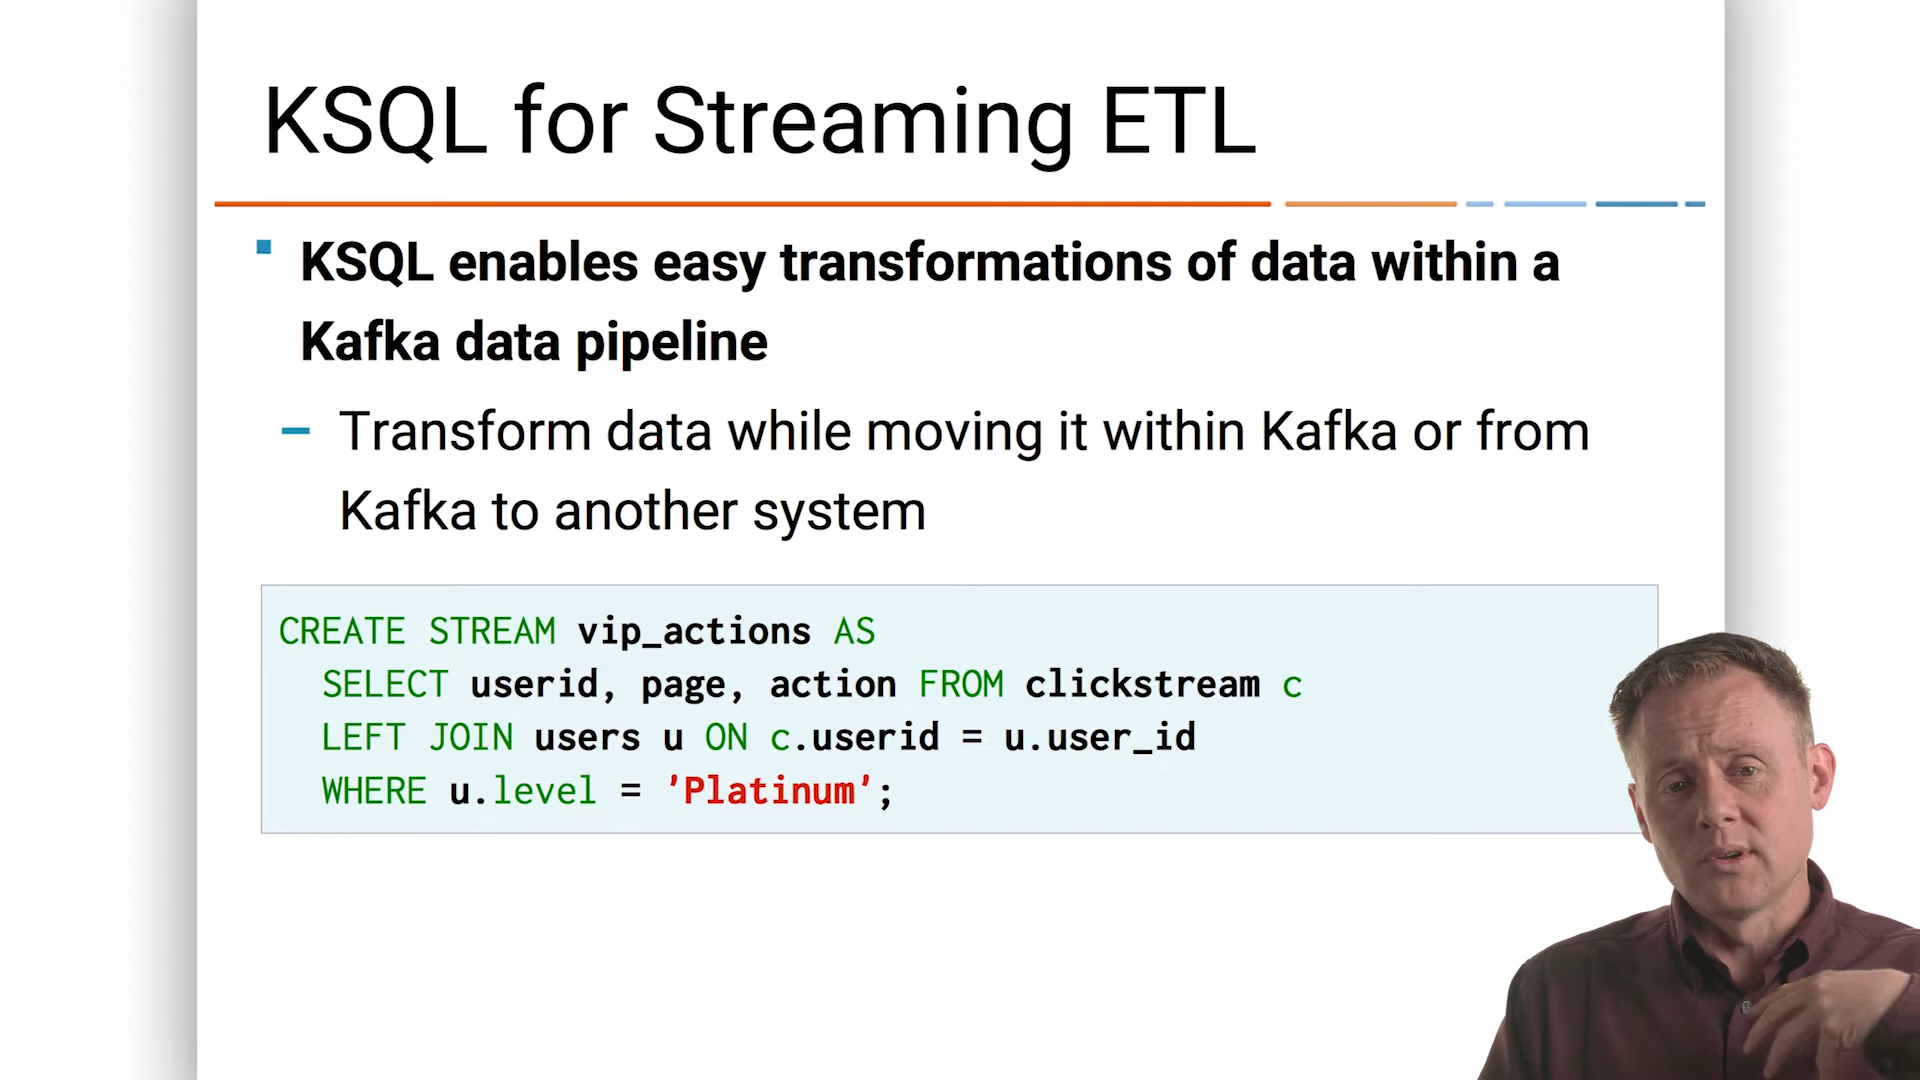 KSQL for Streaming ETL
KSQL enables easy transformations of data within a
Kafka data pipeline
– Transform data while moving it within Kafka or from
Kafka to another system
CREATE STREAM vip_actions AS
SELECT userid, page, action FROM clickstream c
LEFT JOIN users u ON c.userid = u.user_id
WHERE u.level = 'Platinum';